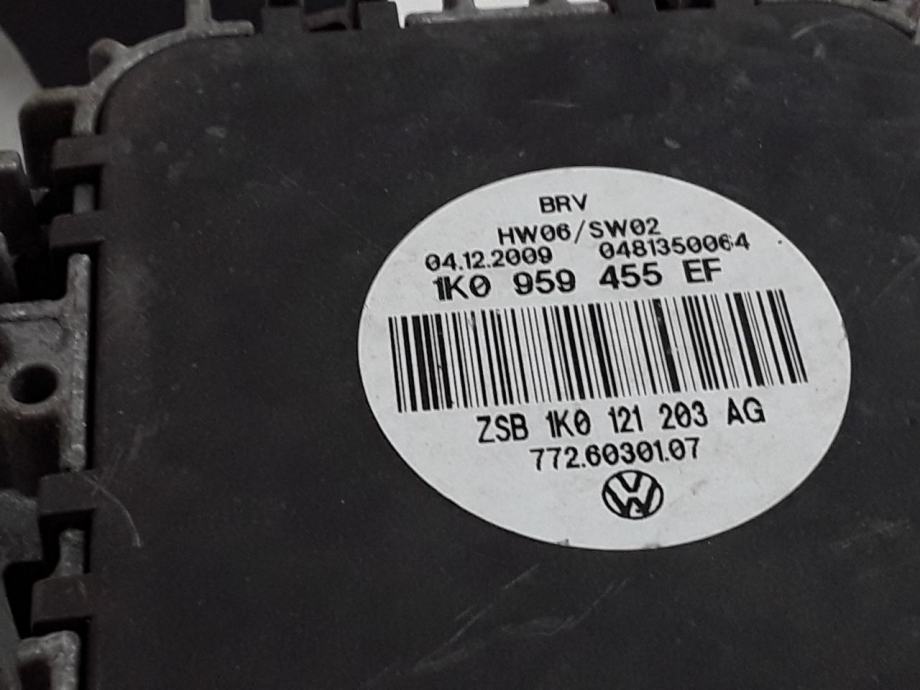 BRV
HW06/SW02
04.12.2009 0481350064
1K0 959 455 EF
ZSB 1K0 121 203 AG
772.60301.07